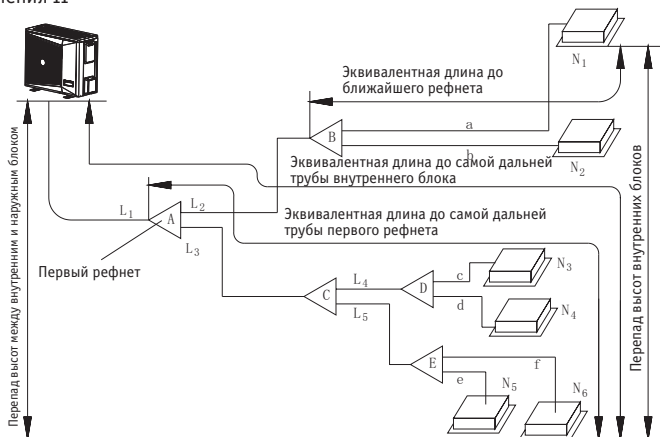 Эквивалентная длина до
ближайшего рефнета
N1
a
B
b
N2
Эквивалентная длина до самой дальней
трубы внутреннего блока
L1
A
L2
Эквивалентная длина до самой дальней
трубы первого рефнета
L3
Первый рефнет
N3
c
L4
D
C
d
L5
N4
E
f
e
N5
N6
Перепад высот между внутренним и наружным блоком
Перепад высот внутренних блоков